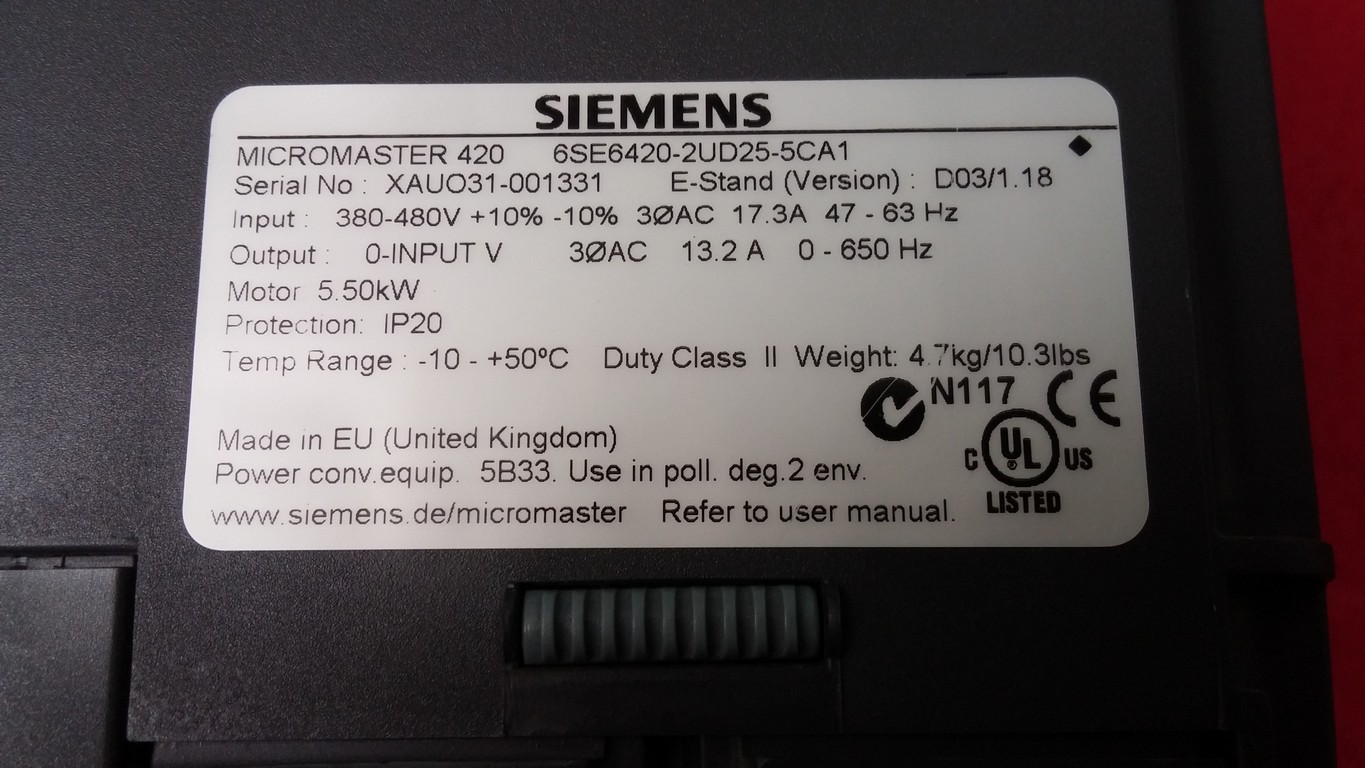 SIEMENS
MICROMASTER 420 6SE6420-2UD25-5CA1
Serial No : XAUO31-001331 E-Stand (Version) : D03/1.18
Input : 380-480V +10% -10% 3ØAC 17.3A 47 - 63 Hz
Output : 0-INPUT V 3ØAC 13.2 A 0 - 650 Hz
Motor 5.50kW
Protection: IP20
Temp Range : -10 - +50ºC Duty Class II Weight: 4.7kg/10.3lbs
N117 CE
Made in EU (United Kingdom)
C UL US
Power conv.equip. 5B33. Use in poll. deg.2 env.
LISTED
www.siemens.de/micromaster Refer to user manual.